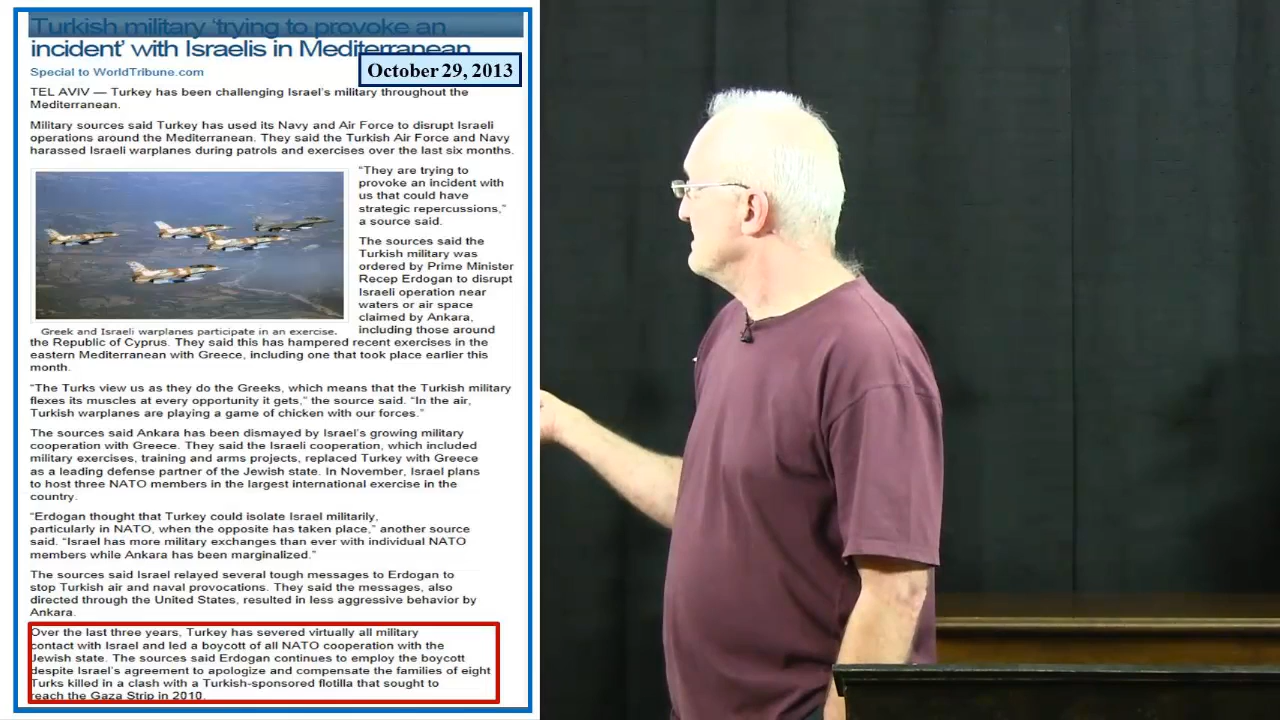 Turkish military ‘trying to provoke an
incident’ with Israelis in Mediterranean
Special to WorldTribune.com
October 29, 2013
TEL AVIV — Turkey has been challenging Israel’s military throughout the
Mediterranean.
Military sources said Turkey has used its Navy and Air Force to disrupt Israeli
operations around the Mediterranean. They said the Turkish Air Force and Navy
harassed Israeli warplanes during patrols and exercises over the last six months.
“They are trying to
provoke an incident with
us that could have
strategic repercussions,”
a source said.
The sources said the
Turkish military was
ordered by Prime Minister
Recep Erdogan to disrupt
Israeli operation near
waters or air space
claimed by Ankara,
Greek and Israeli warplanes participate in an exercise.
including those around
the Republic of Cyprus. They said this has hampered recent exercises in the
eastern Mediterranean with Greece, including one that took place earlier this
month.
“The Turks view us as they do the Greeks, which means that the Turkish military
flexes its muscles at every opportunity it gets,” the source said. “In the air,
Turkish warplanes are playing a game of chicken with our forces.”
The sources said Ankara has been dismayed by Israel’s growing military
cooperation with Greece. They said the Israeli cooperation, which included
military exercises, training and arms projects, replaced Turkey with Greece
as a leading defense partner of the Jewish state. In November, Israel plans
to host three NATO members in the largest international exercise in the
country.
“Erdogan thought that Turkey could isolate Israel militarily,
particularly in NATO, when the opposite has taken place,” another source
said. “Israel has more military exchanges than ever with individual NATO
members while Ankara has been marginalized.”
The sources said Israel relayed several tough messages to Erdogan to
stop Turkish air and naval provocations. They said the messages, also
directed through the United States, resulted in less aggressive behavior by
Ankara.
Over the last three years, Turkey has severed virtually all military
contact with Israel and led a boycott of all NATO cooperation with the
Jewish state. The sources said Erdogan continues to employ the boycott
despite Israel’s agreement to apologize and compensate the families of eight
Turks killed in a clash with a Turkish-sponsored flotilla that sought to
reach the Gaza Strip in 2010.